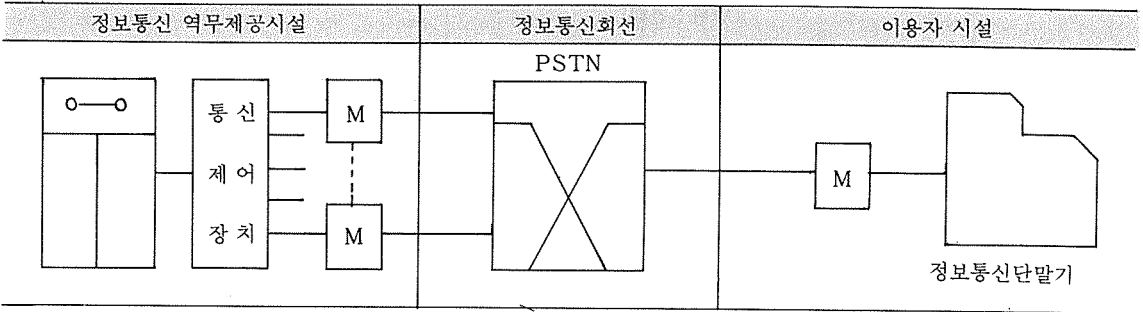 정보통신 역무제공시설
정보통신회선
이용자 시설
PSTN
통 신
제 어
장 치
M
M
M
정보통신단말기